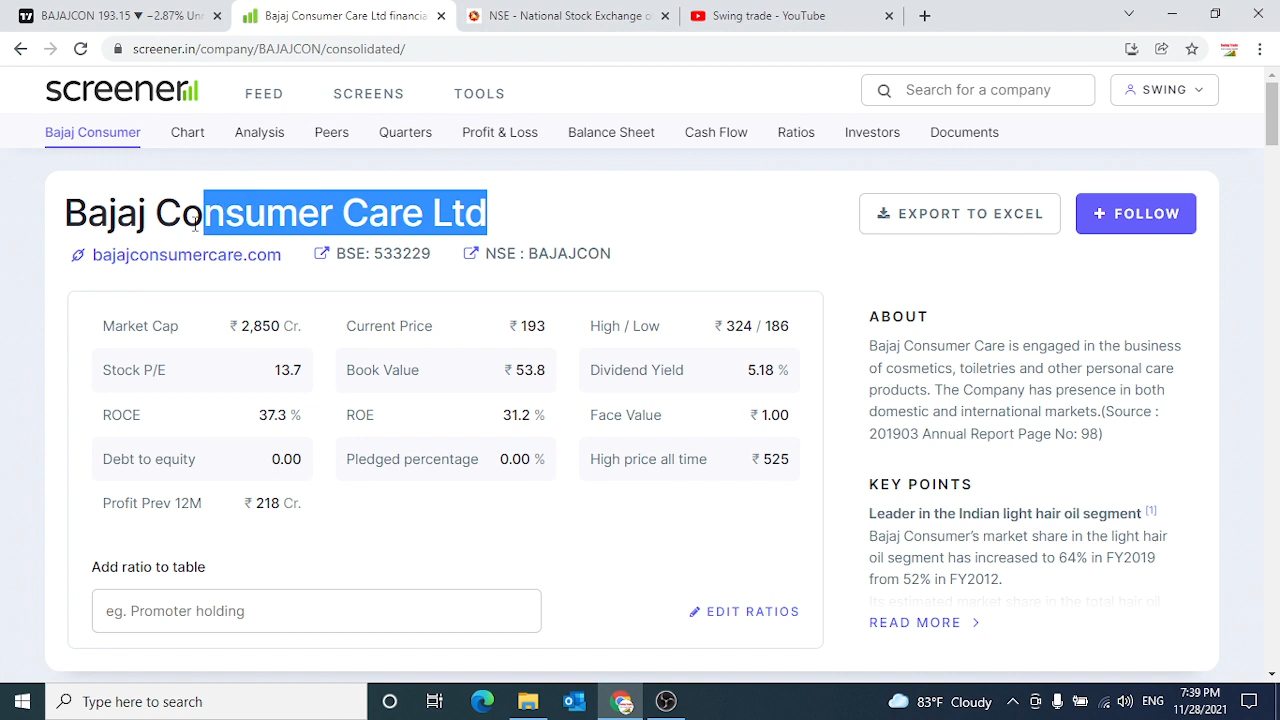 BAJAJCON 193.15 ▼ −2.87% Un
Bajaj Consumer Care Ltd financia
NSE - National Stock Exchange o
Swing trade - YouTube
screener.in/company/BAJAJCON/consolidated/
screener
FEED
SCREENS
TOOLS
Search for a company
SWING
Bajaj Consumer
Chart
Analysis
Peers
Quarters
Profit & Loss
Balance Sheet
Cash Flow
Ratios
Investors
Documents
Bajaj Consumer Care Ltd
EXPORT TO EXCEL
+ FOLLOW
bajajconsumercare.com
BSE: 533229
NSE : BAJAJCON
Market Cap ₹ 2,850 Cr.
Current Price ₹ 193
High / Low ₹ 324 / 186
Stock P/E 13.7
Book Value ₹ 53.8
Dividend Yield 5.18 %
ROCE 37.3 %
ROE 31.2 %
Face Value ₹ 1.00
Debt to equity 0.00
Pledged percentage 0.00 %
High price all time ₹ 525
Profit Prev 12M ₹ 218 Cr.
Add ratio to table
eg. Promoter holding
EDIT RATIOS
ABOUT
Bajaj Consumer Care is engaged in the business
of cosmetics, toiletries and other personal care
products. The Company has presence in both
domestic and international markets.(Source :
201903 Annual Report Page No: 98)
KEY POINTS
Leader in the Indian light hair oil segment [1]
Bajaj Consumer's market share in the light hair
oil segment has increased to 64% in FY2019
from 52% in FY2012.
Its estimated market share in the total hair oil
READ MORE >
Type here to search
83°F Cloudy
ENG
7:39 PM
11/28/2021